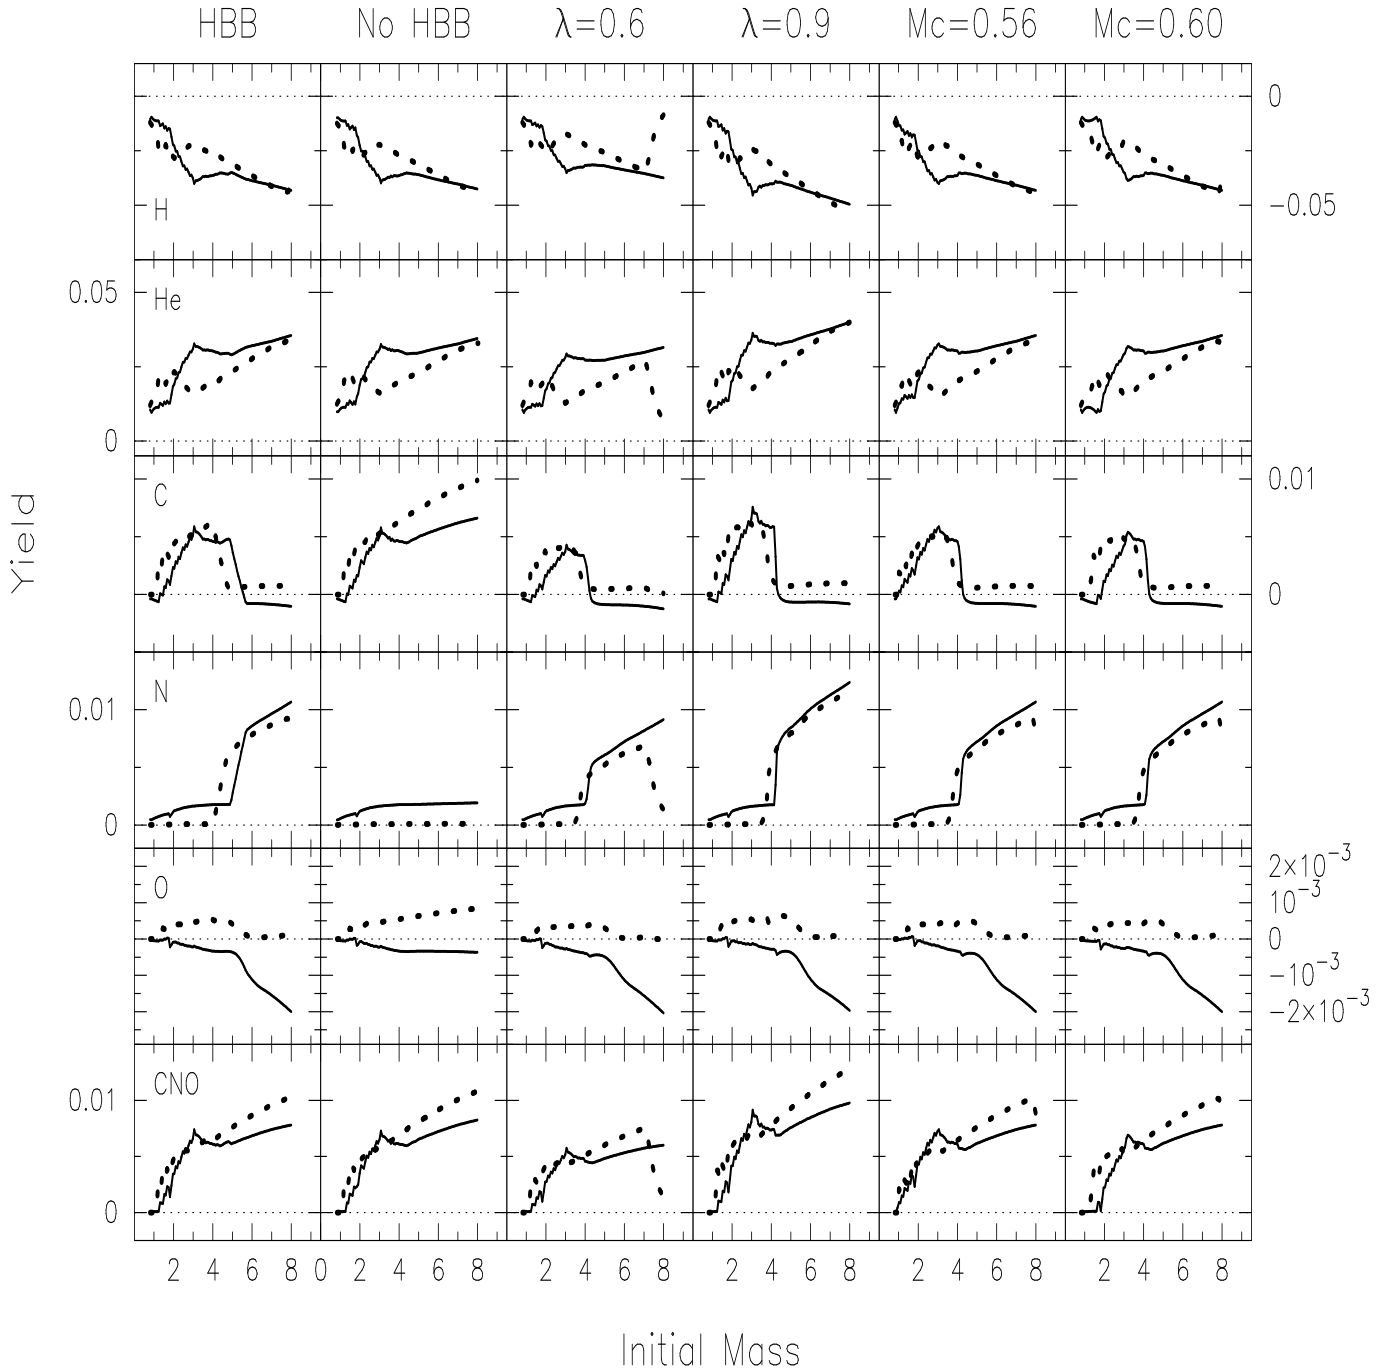 HBB No HBB λ=0.6 λ=0.9 Mc=0.56 Mc=0.60
0
H
−0.05
0.05
He
0
C
0.01
Yield
0
N
0.01
0
O
2×10⁻³
10⁻³
0
−10⁻³
−2×10⁻³
CNO
0.01
0
2 4 6 8 0 2 4 6 8 2 4 6 8 2 4 6 8 2 4 6 8 2 4 6 8
Initial Mass